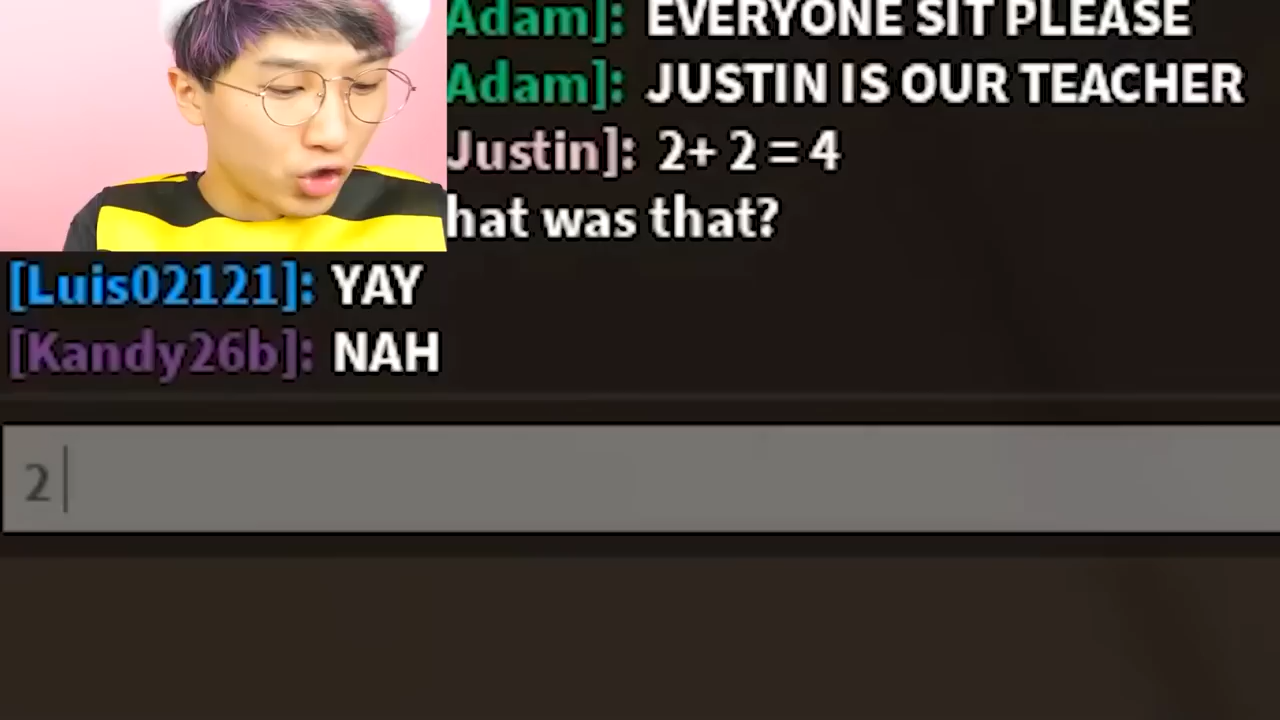 Adam]: EVERYONE SIT PLEASE
Adam]: JUSTIN IS OUR TEACHER
Justin]: 2+ 2 = 4
hat was that?
[Luis02121]: YAY
[Kandy26b]: NAH
2